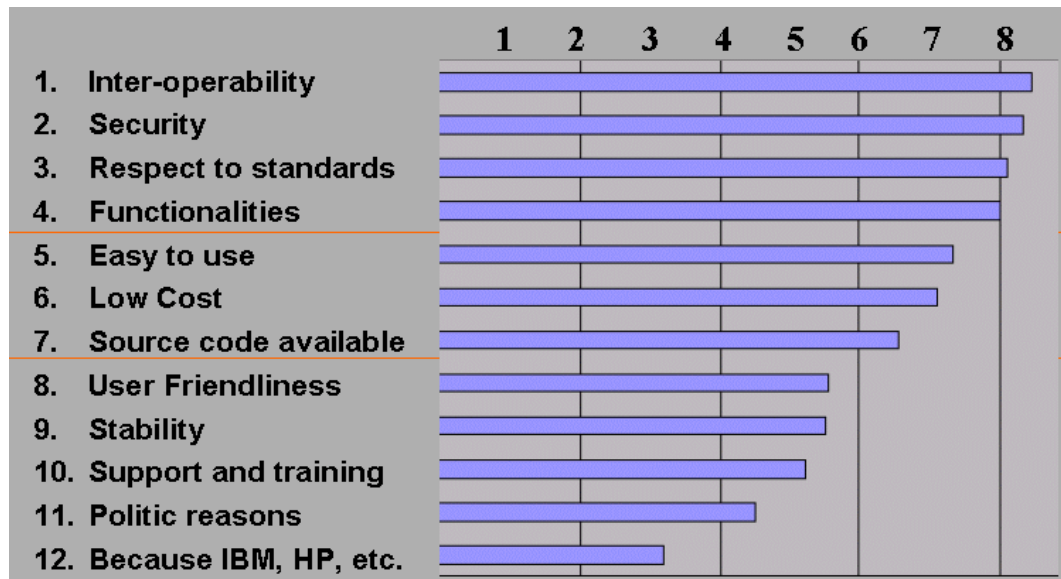 1 2 3 4 5 6 7 8
1. Inter-operability
2. Security
3. Respect to standards
4. Functionalities
5. Easy to use
6. Low Cost
7. Source code available
8. User Friendliness
9. Stability
10. Support and training
11. Politic reasons
12. Because IBM, HP, etc.